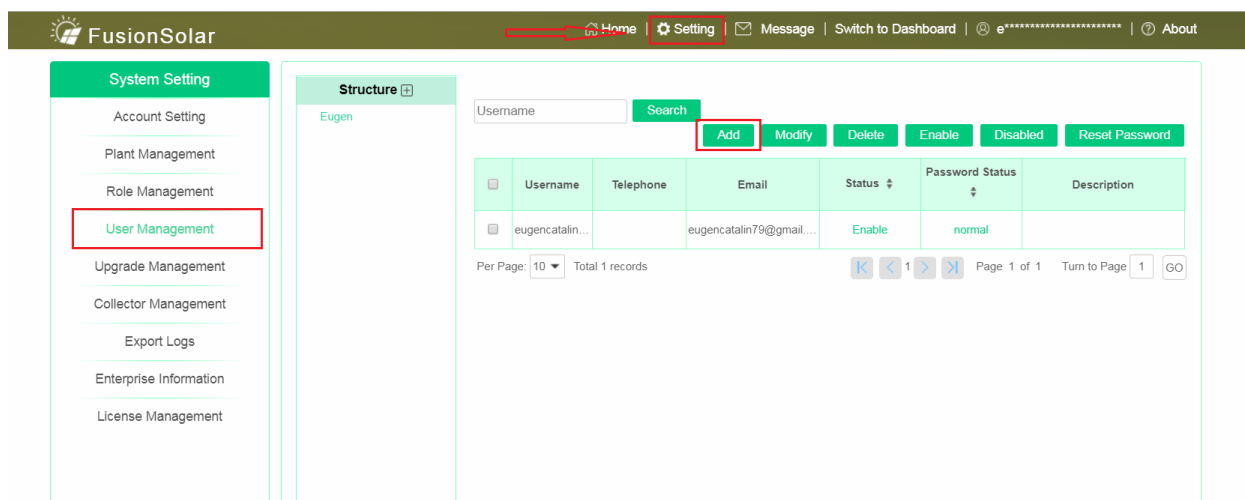 FusionSolar
Home | Setting | Message | Switch to Dashboard | e*********************** | About
System Setting
Account Setting
Plant Management
Role Management
User Management
Upgrade Management
Collector Management
Export Logs
Enterprise Information
License Management
Structure
Eugen
Username Search
Add Modify Delete Enable Disabled Reset Password
Username Telephone Email Status Password Status Description
eugencatalin... eugencatalin79@gmail.... Enable normal
Per Page: 10 Total 1 records 1 Page 1 of 1 Turn to Page 1 GO